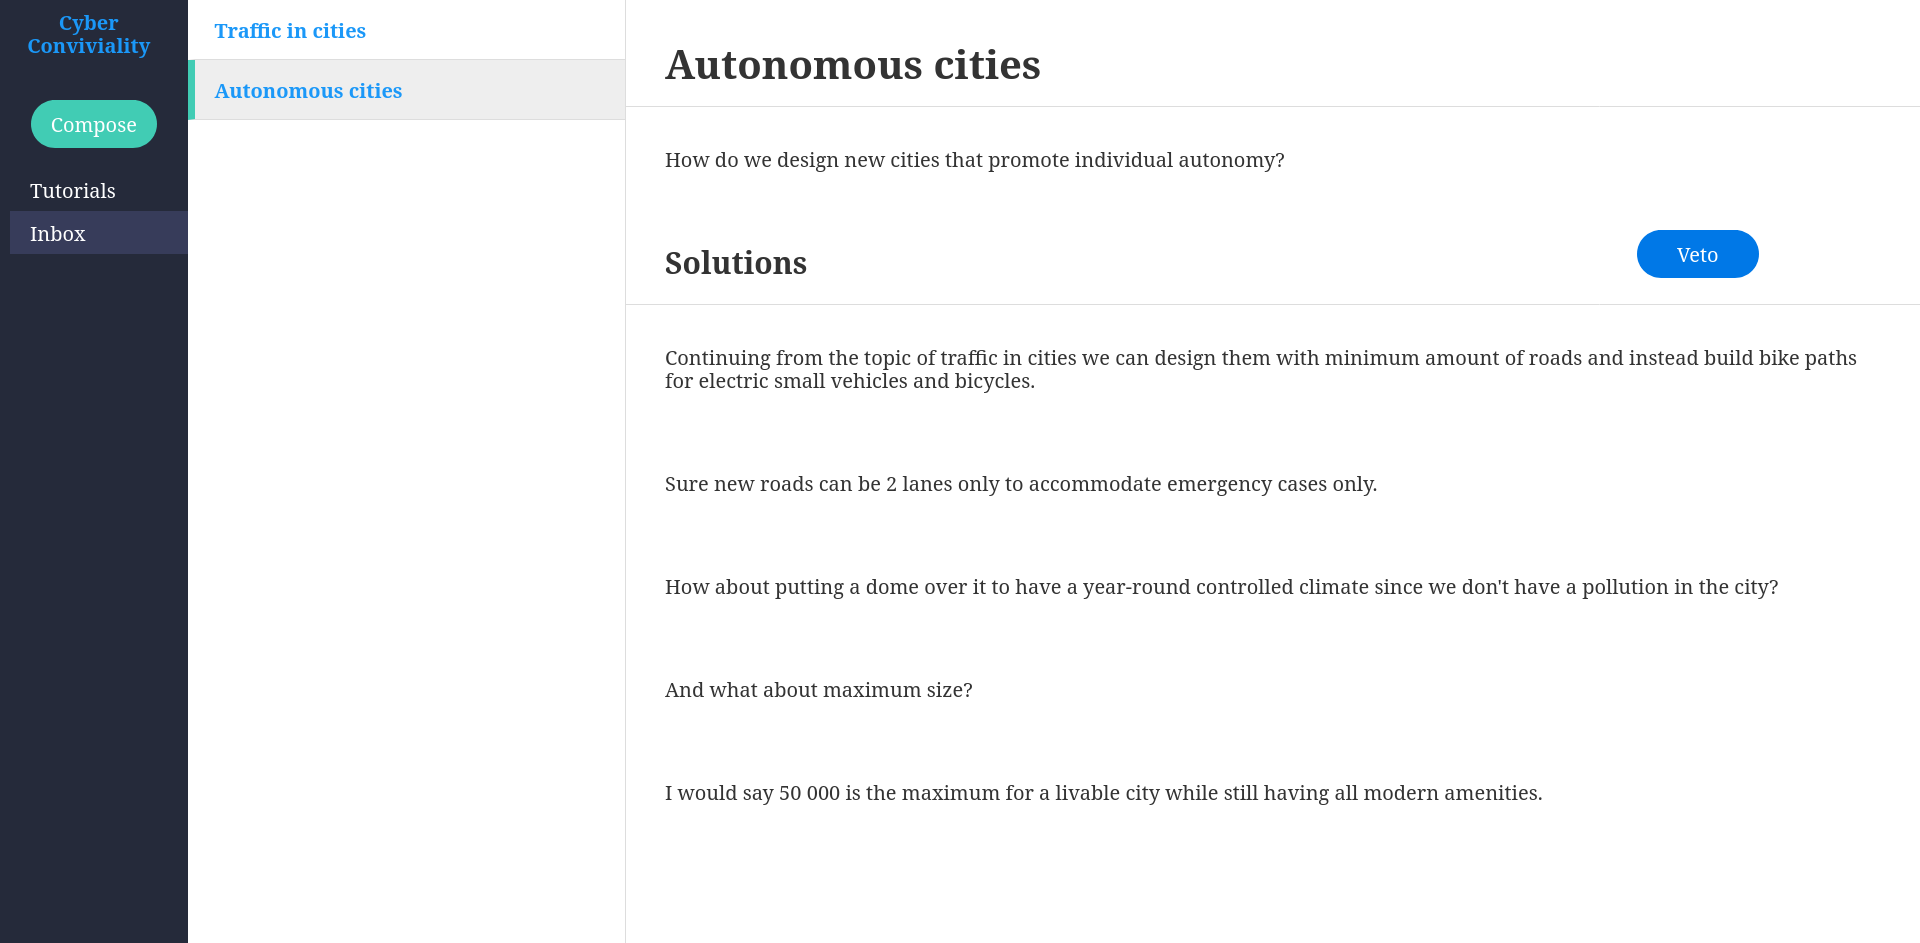 Cyber
Conviviality
Compose
Tutorials
Inbox
Traffic in cities
Autonomous cities
Autonomous cities
How do we design new cities that promote individual autonomy?
Solutions
Veto
Continuing from the topic of traffic in cities we can design them with minimum amount of roads and instead build bike paths
for electric small vehicles and bicycles.
Sure new roads can be 2 lanes only to accommodate emergency cases only.
How about putting a dome over it to have a year-round controlled climate since we don't have a pollution in the city?
And what about maximum size?
I would say 50 000 is the maximum for a livable city while still having all modern amenities.